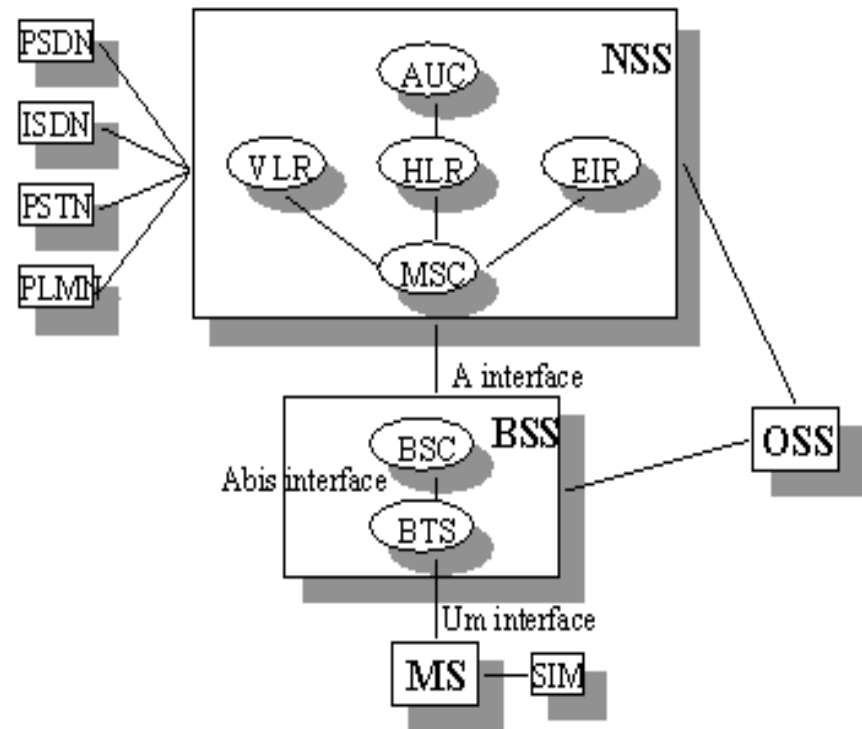 PSDN
NSS
AUC
ISDN
VLR
HLR
EIR
PSTN
MSC
PLMN
A interface
BSS
OSS
BSC
Abis interface
BTS
Um interface
MS
SIM